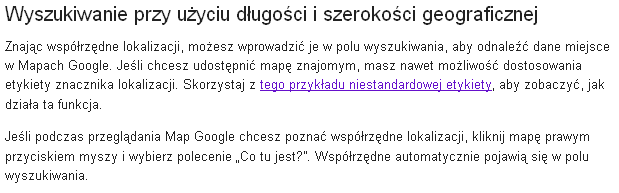 Wyszukiwanie przy użyciu długości i szerokości geograficznej
Znając współrzędne lokalizacji, możesz wprowadzić je w polu wyszukiwania, aby odnaleźć dane miejsce
w Mapach Google. Jeśli chcesz udostępnić mapę znajomym, masz nawet możliwość dostosowania
etykiety znacznika lokalizacji. Skorzystaj z tego przykładu niestandardowej etykiety, aby zobaczyć, jak
działa ta funkcja.
Jeśli podczas przeglądania Map Google chcesz poznać współrzędne lokalizacji, kliknij mapę prawym
przyciskiem myszy i wybierz polecenie „Co tu jest?”. Współrzędne automatycznie pojawią się w polu
wyszukiwania.